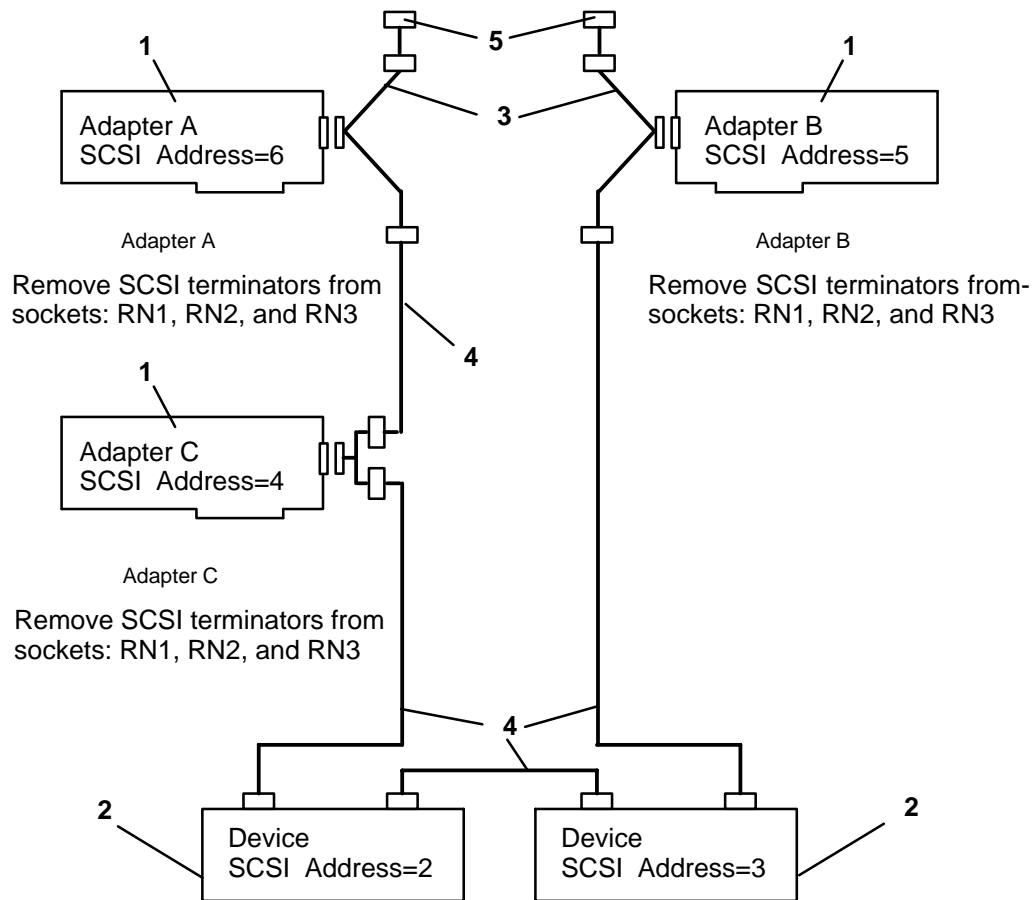 5
1
1
3
Adapter A
SCSI Address=6
Adapter B
SCSI Address=5
Adapter A
Adapter B
Remove SCSI terminators from
sockets: RN1, RN2, and RN3
Remove SCSI terminators from-
sockets: RN1, RN2, and RN3
4
1
Adapter C
SCSI Address=4
Adapter C
Remove SCSI terminators from
sockets: RN1, RN2, and RN3
4
2
2
Device
SCSI Address=2
Device
SCSI Address=3